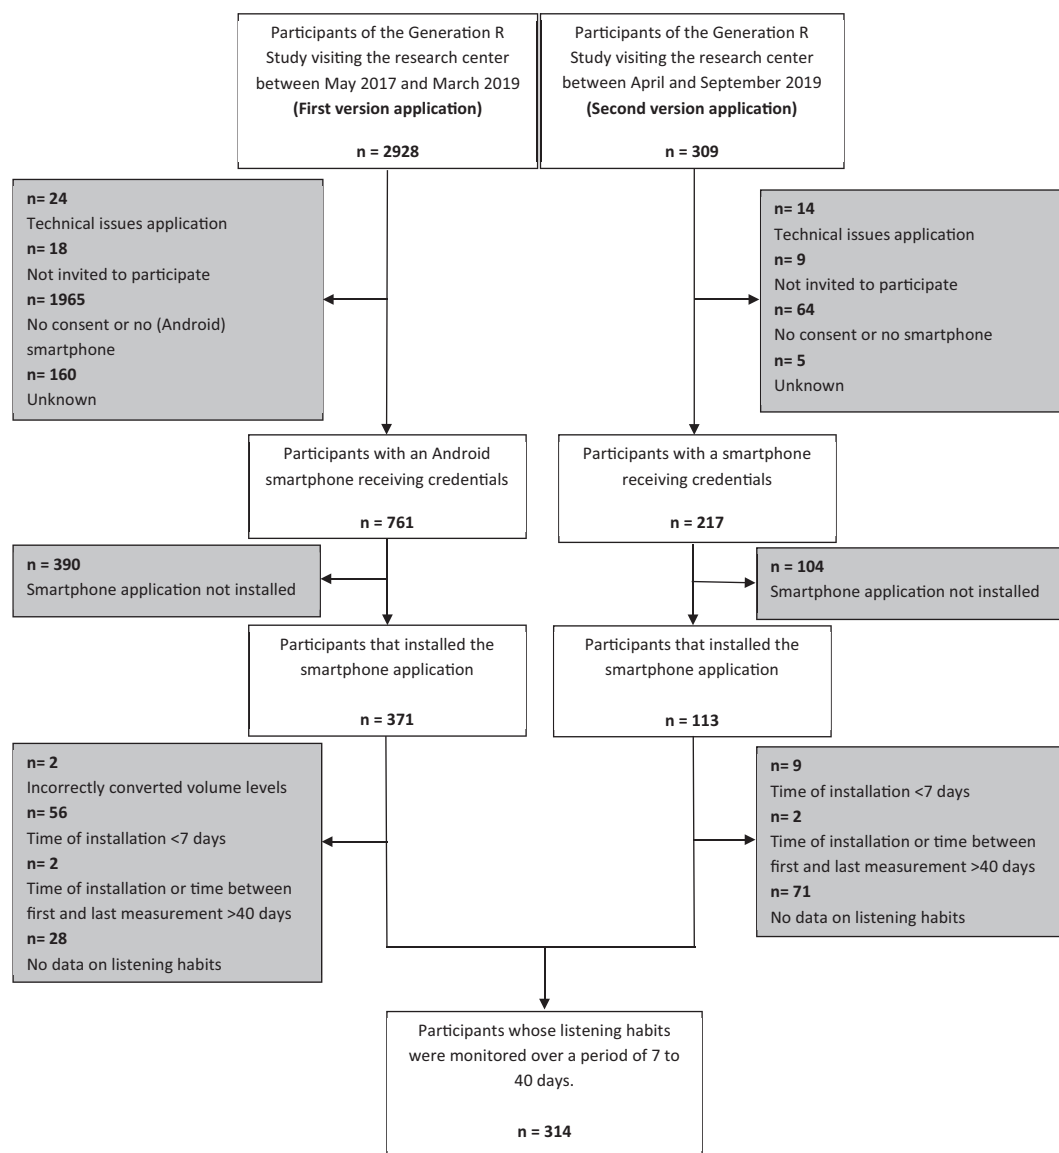 Participants of the Generation R
Study visiting the research center
between May 2017 and March 2019
(First version application)
n = 2928
Participants of the Generation R
Study visiting the research center
between April and September 2019
(Second version application)
n = 309
n= 24
Technical issues application
n= 18
Not invited to participate
n= 1965
No consent or no (Android)
smartphone
n= 160
Unknown
n= 14
Technical issues application
n= 9
Not invited to participate
n= 64
No consent or no smartphone
n= 5
Unknown
Participants with an Android
smartphone receiving credentials
n = 761
Participants with a smartphone
receiving credentials
n = 217
n = 390
Smartphone application not installed
n = 104
Smartphone application not installed
Participants that installed the
smartphone application
n = 371
Participants that installed the
smartphone application
n = 113
n= 2
Incorrectly converted volume levels
n= 56
Time of installation <7 days
n= 2
Time of installation or time between
first and last measurement >40 days
n= 28
No data on listening habits
n= 9
Time of installation <7 days
n= 2
Time of installation or time between
first and last measurement >40 days
n= 71
No data on listening habits
Participants whose listening habits
were monitored over a period of 7 to
40 days.
n = 314